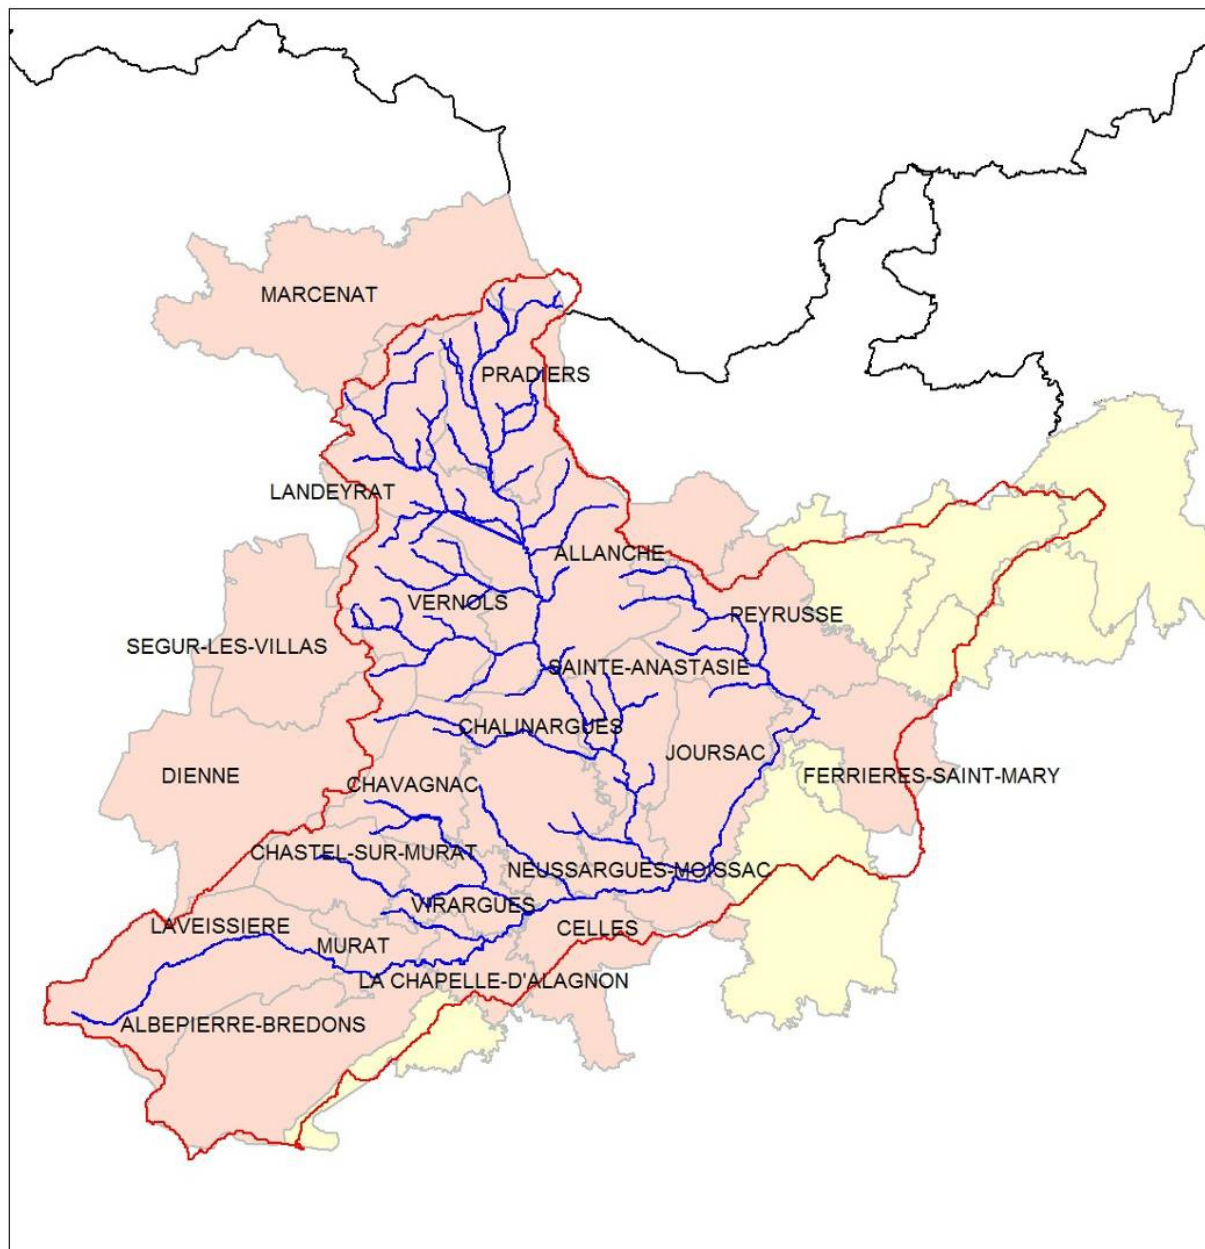 MARCENAT
PRADIERS
LANDEYRAT
ALLANCHE
VERNOLS
PEYRUSSE
SEGUR-LES-VILLAS
SAINTE-ANASTASIE
CHALINARGUES
JOURSAC
DIENNE
FERRIERES-SAINT-MARY
CHAVAGNAC
CHASTEL-SUR-MURAT
NEUSSARGUES-MOISSAC
VIRARGUES
LAVEISSIERE
CELLES
MURAT
LA CHAPELLE-D'ALAGNON
ALBEPIERRE-BREDONS